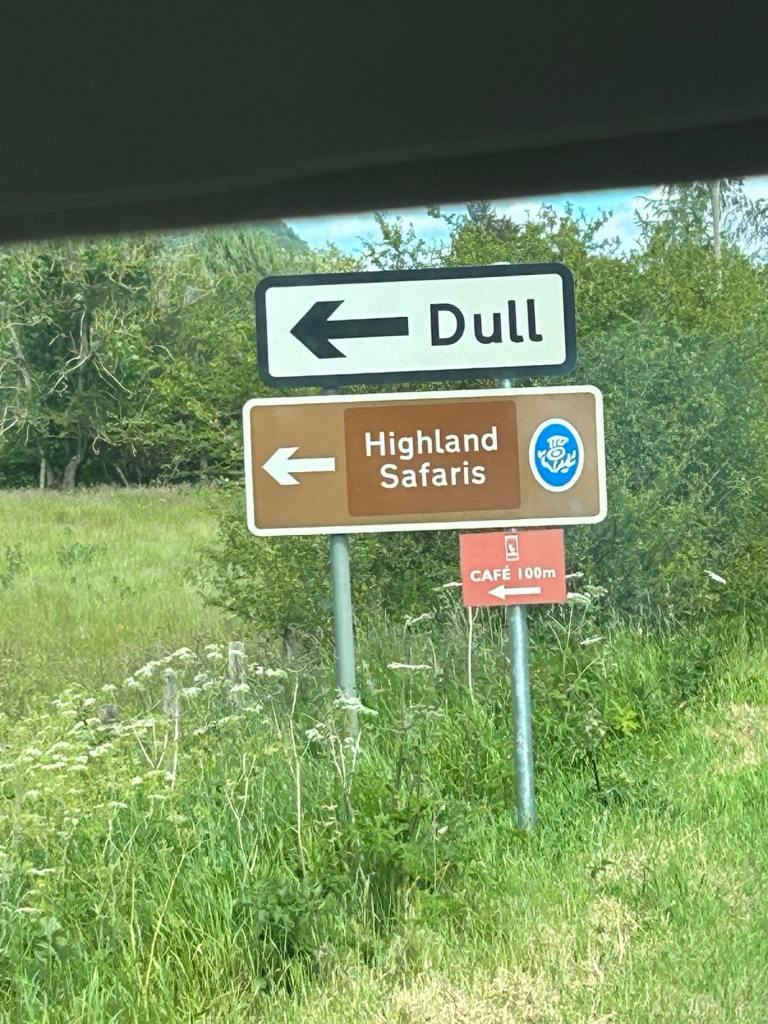 Dull
Highland
Safaris
CAFÉ 100m